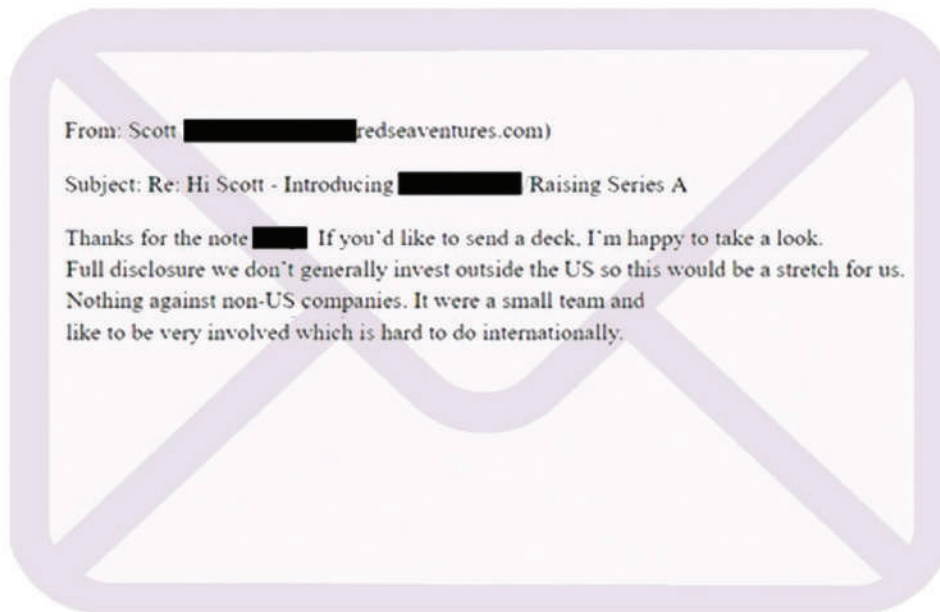 From: Scott redseaventures.com)
Subject: Re: Hi Scott - Introducing Raising Series A
Thanks for the note If you'd like to send a deck, I'm happy to take a look.
Full disclosure we don't generally invest outside the US so this would be a stretch for us.
Nothing against non-US companies. It were a small team and
like to be very involved which is hard to do internationally.